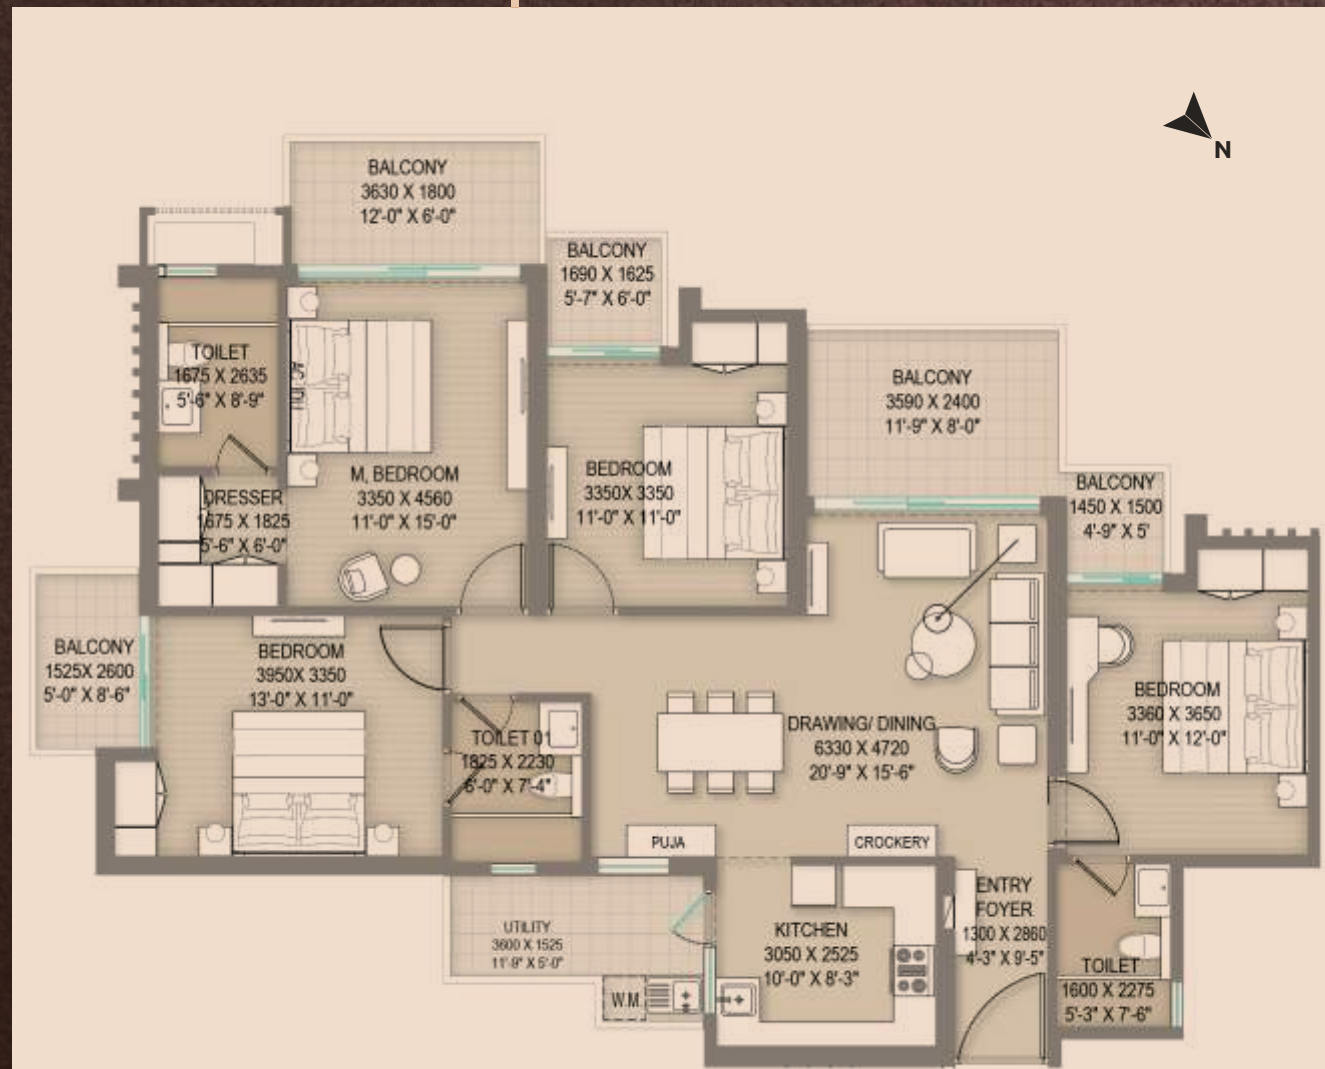 N
BALCONY
3630 X 1800
12'-0" X 6'-0"
BALCONY
1690 X 1625
5'-7" X 6'-0"
TOILET
1675 X 2635
5'-6" X 8'-9"
M. BEDROOM
3350 X 4560
11'-0" X 15'-0"
DRESSER
1675 X 1825
5'-6" X 6'-0"
BEDROOM
3350X 3350
11'-0" X 11'-0"
BALCONY
3590 X 2400
11'-9" X 8'-0"
BALCONY
1450 X 1500
4'-9" X 5'
BALCONY
1525X 2600
5'-0" X 8'-6"
BEDROOM
3950X 3350
13'-0" X 11'-0"
TOILET 01
1825 X 2230
6'-0" X 7'-4"
DRAWING/ DINING
6330 X 4720
20'-9" X 15'-6"
BEDROOM
3360 X 3650
11'-0" X 12'-0"
PUJA
CROCKERY
UTILITY
3600 X 1525
11'-9" X 5'-0"
W.M.
KITCHEN
3050 X 2525
10'-0" X 8'-3"
ENTRY
FOYER
1300 X 2860
4'-3" X 9'-5"
TOILET
1600 X 2275
5'-3" X 7'-6"